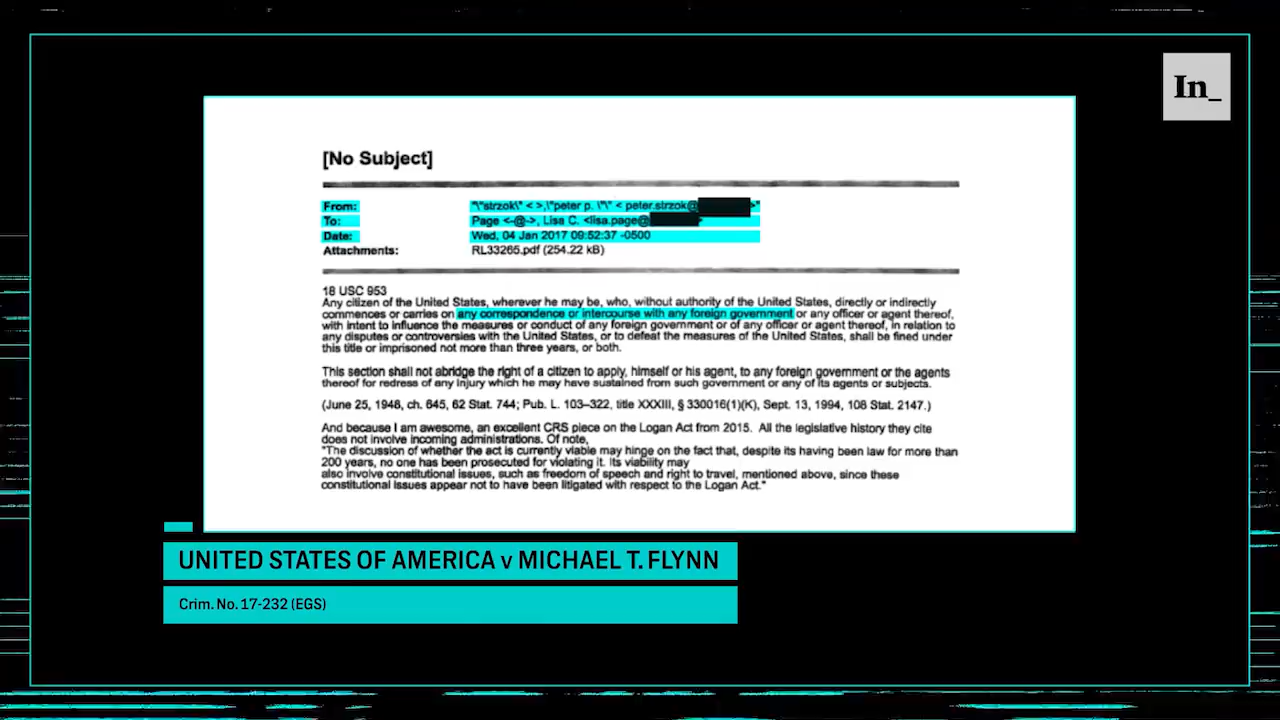 In_
[No Subject]
From: "\"strzok\" < >,\"peter p. \"\" < peter.strzok@ >"
To: Page <-@->, Lisa C. <lisa.page@ >
Date: Wed, 04 Jan 2017 09:52:37 -0500
Attachments: RL33265.pdf (254.22 kB)
18 USC 953
Any citizen of the United States, wherever he may be, who, without authority of the United States, directly or indirectly
commences or carries on any correspondence or intercourse with any foreign government or any officer or agent thereof,
with intent to influence the measures or conduct of any foreign government or of any officer or agent thereof, in relation to
any disputes or controversies with the United States, or to defeat the measures of the United States, shall be fined under
this title or imprisoned not more than three years, or both.
This section shall not abridge the right of a citizen to apply, himself or his agent, to any foreign government or the agents
thereof for redress of any injury which he may have sustained from such government or any of its agents or subjects.
(June 25, 1948, ch. 645, 62 Stat. 744; Pub. L. 103–322, title XXXIII, § 330016(1)(K), Sept. 13, 1994, 108 Stat. 2147.)
And because I am awesome, an excellent CRS piece on the Logan Act from 2015. All the legislative history they cite
does not involve incoming administrations. Of note,
"The discussion of whether the act is currently viable may hinge on the fact that, despite its having been law for more than
200 years, no one has been prosecuted for violating it. Its viability may
also involve constitutional issues, such as freedom of speech and right to travel, mentioned above, since these
constitutional issues appear not to have been litigated with respect to the Logan Act."
UNITED STATES OF AMERICA v MICHAEL T. FLYNN
Crim. No. 17-232 (EGS)